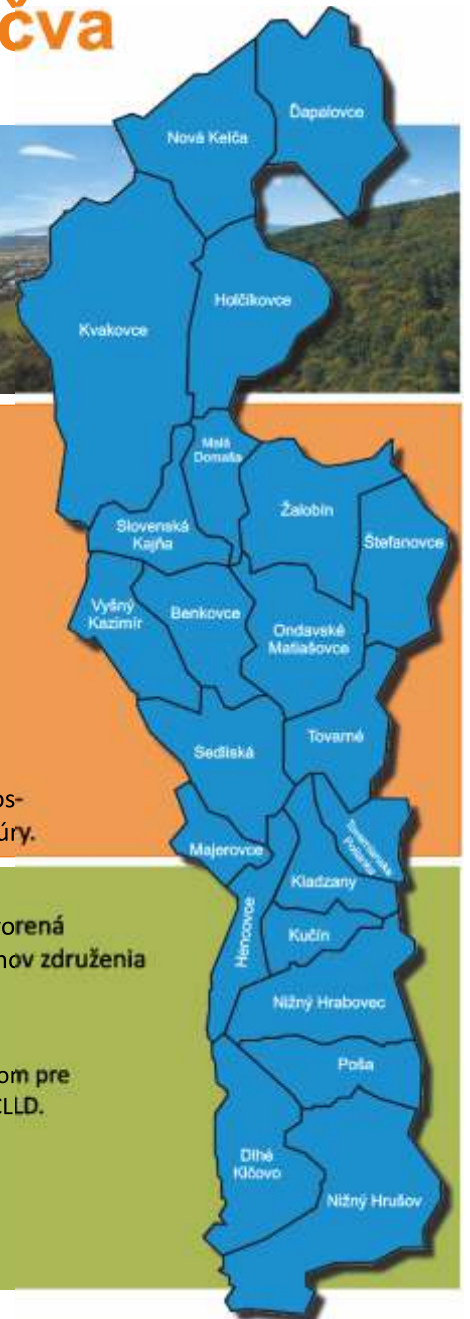 čva
Ďapalovce
Nová Kelča
Holčíkovce
Kvakovce
Malá
Domaša
Žalobín
Slovenská
Kajňa
Štefanovce
Vyšný
Kazimír
Benkovce
Ondavské
Matiašovce
Tovarné
Sedliská
os-
úry.
Majerovce
Tovarnianska
Polianka
Kladzany
orená
nov združenia
Hencovce
Kučín
Nižný Hrabovec
om pre
CLLD.
Poša
Dlhé
Klčovo
Nižný Hrušov